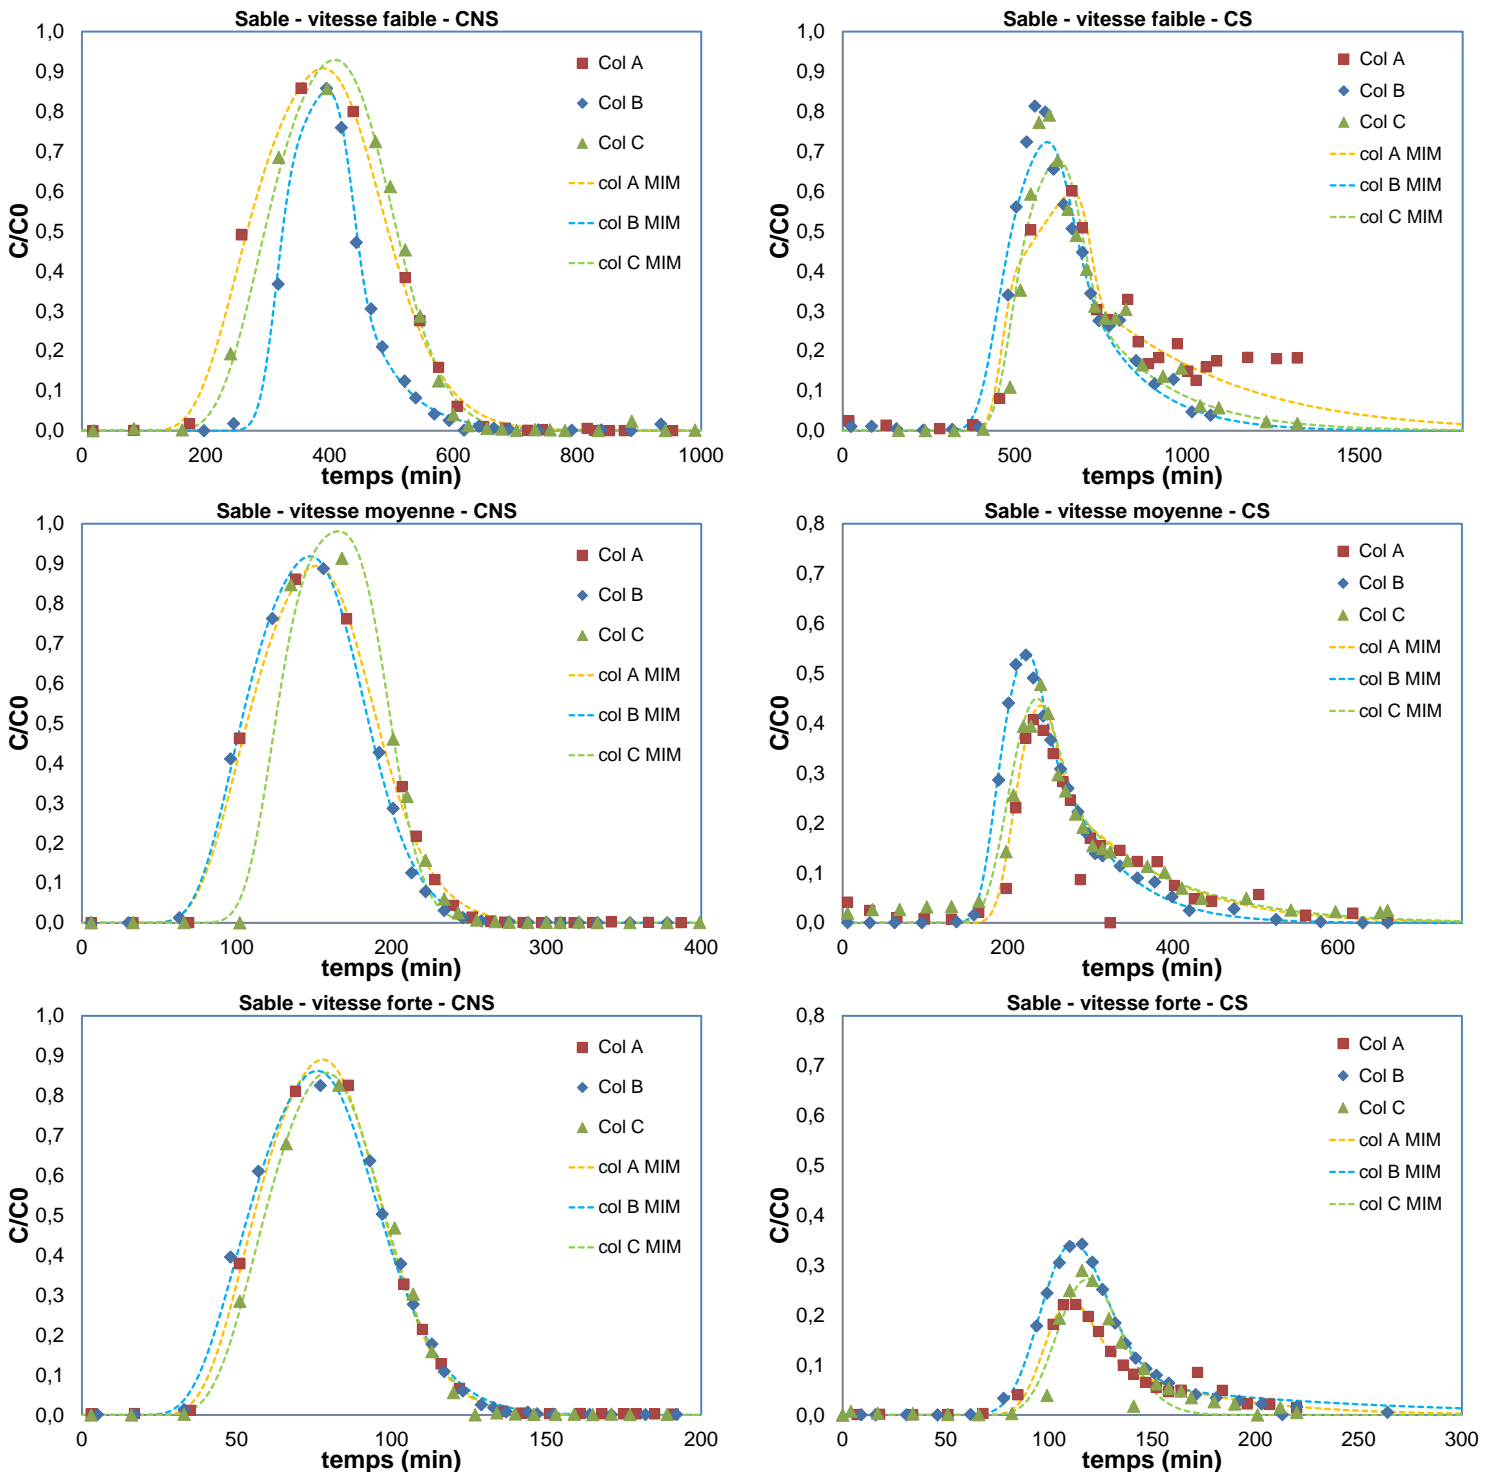 Sable - vitesse faible - CNS
1,0
0,9
0,8
0,7
0,6
0,5
0,4
0,3
0,2
0,1
0,0
C/C0
0 200 400 600 800 1000
temps (min)
Col A
Col B
Col C
col A MIM
col B MIM
col C MIM
Sable - vitesse faible - CS
1,0
0,9
0,8
0,7
0,6
0,5
0,4
0,3
0,2
0,1
0,0
C/C0
0 500 1000 1500
temps (min)
Col A
Col B
Col C
col A MIM
col B MIM
col C MIM
Sable - vitesse moyenne - CNS
1,0
0,9
0,8
0,7
0,6
0,5
0,4
0,3
0,2
0,1
0,0
C/C0
0 100 200 300 400
temps (min)
Col A
Col B
Col C
col A MIM
col B MIM
col C MIM
Sable - vitesse moyenne - CS
0,8
0,7
0,6
0,5
0,4
0,3
0,2
0,1
0,0
C/C0
0 200 400 600
temps (min)
Col A
Col B
Col C
col A MIM
col B MIM
col C MIM
Sable - vitesse forte - CNS
1,0
0,9
0,8
0,7
0,6
0,5
0,4
0,3
0,2
0,1
0,0
C/C0
0 50 100 150 200
temps (min)
Col A
Col B
Col C
col A MIM
col B MIM
col C MIM
Sable - vitesse forte - CS
0,8
0,7
0,6
0,5
0,4
0,3
0,2
0,1
0,0
C/C0
0 50 100 150 200 250 300
temps (min)
Col A
Col B
Col C
col A MIM
col B MIM
col C MIM